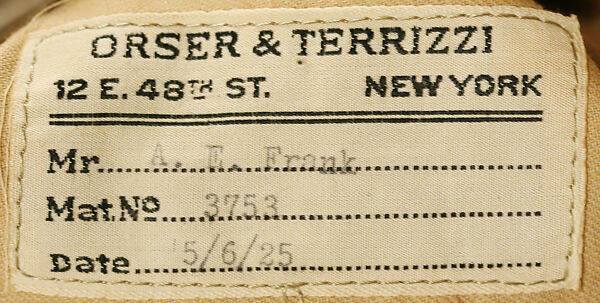 ORSER & TERRIZZI
12 E. 48TH ST. NEW YORK
Mr. A. E. Frank
Mat. No 3753
Date 5/6/25